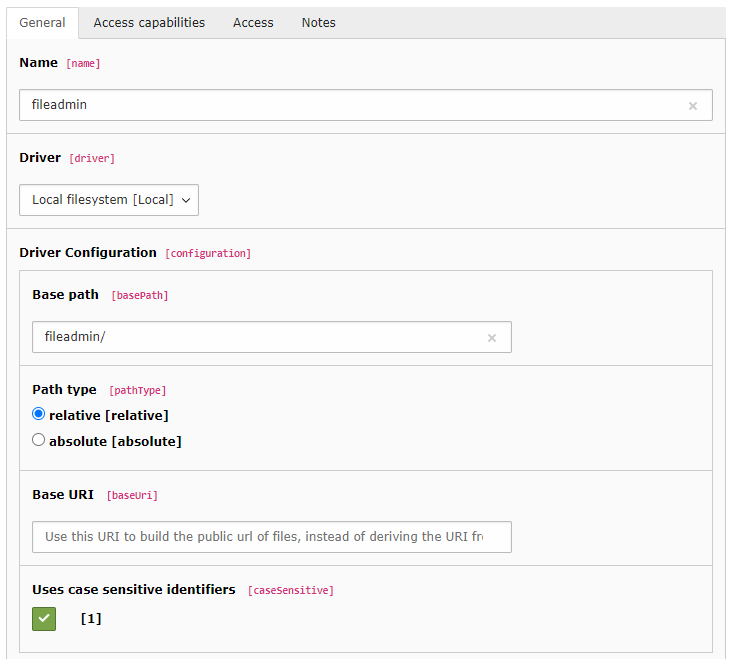 General Access capabilities Access Notes
Name [name]
fileadmin
Driver [driver]
Local filesystem [Local]
Driver Configuration [configuration]
Base path [basePath]
fileadmin/
Path type [pathType]
relative [relative]
absolute [absolute]
Base URI [baseUri]
Use this URI to build the public url of files, instead of deriving the URI fr
Uses case sensitive identifiers [caseSensitive]
[1]